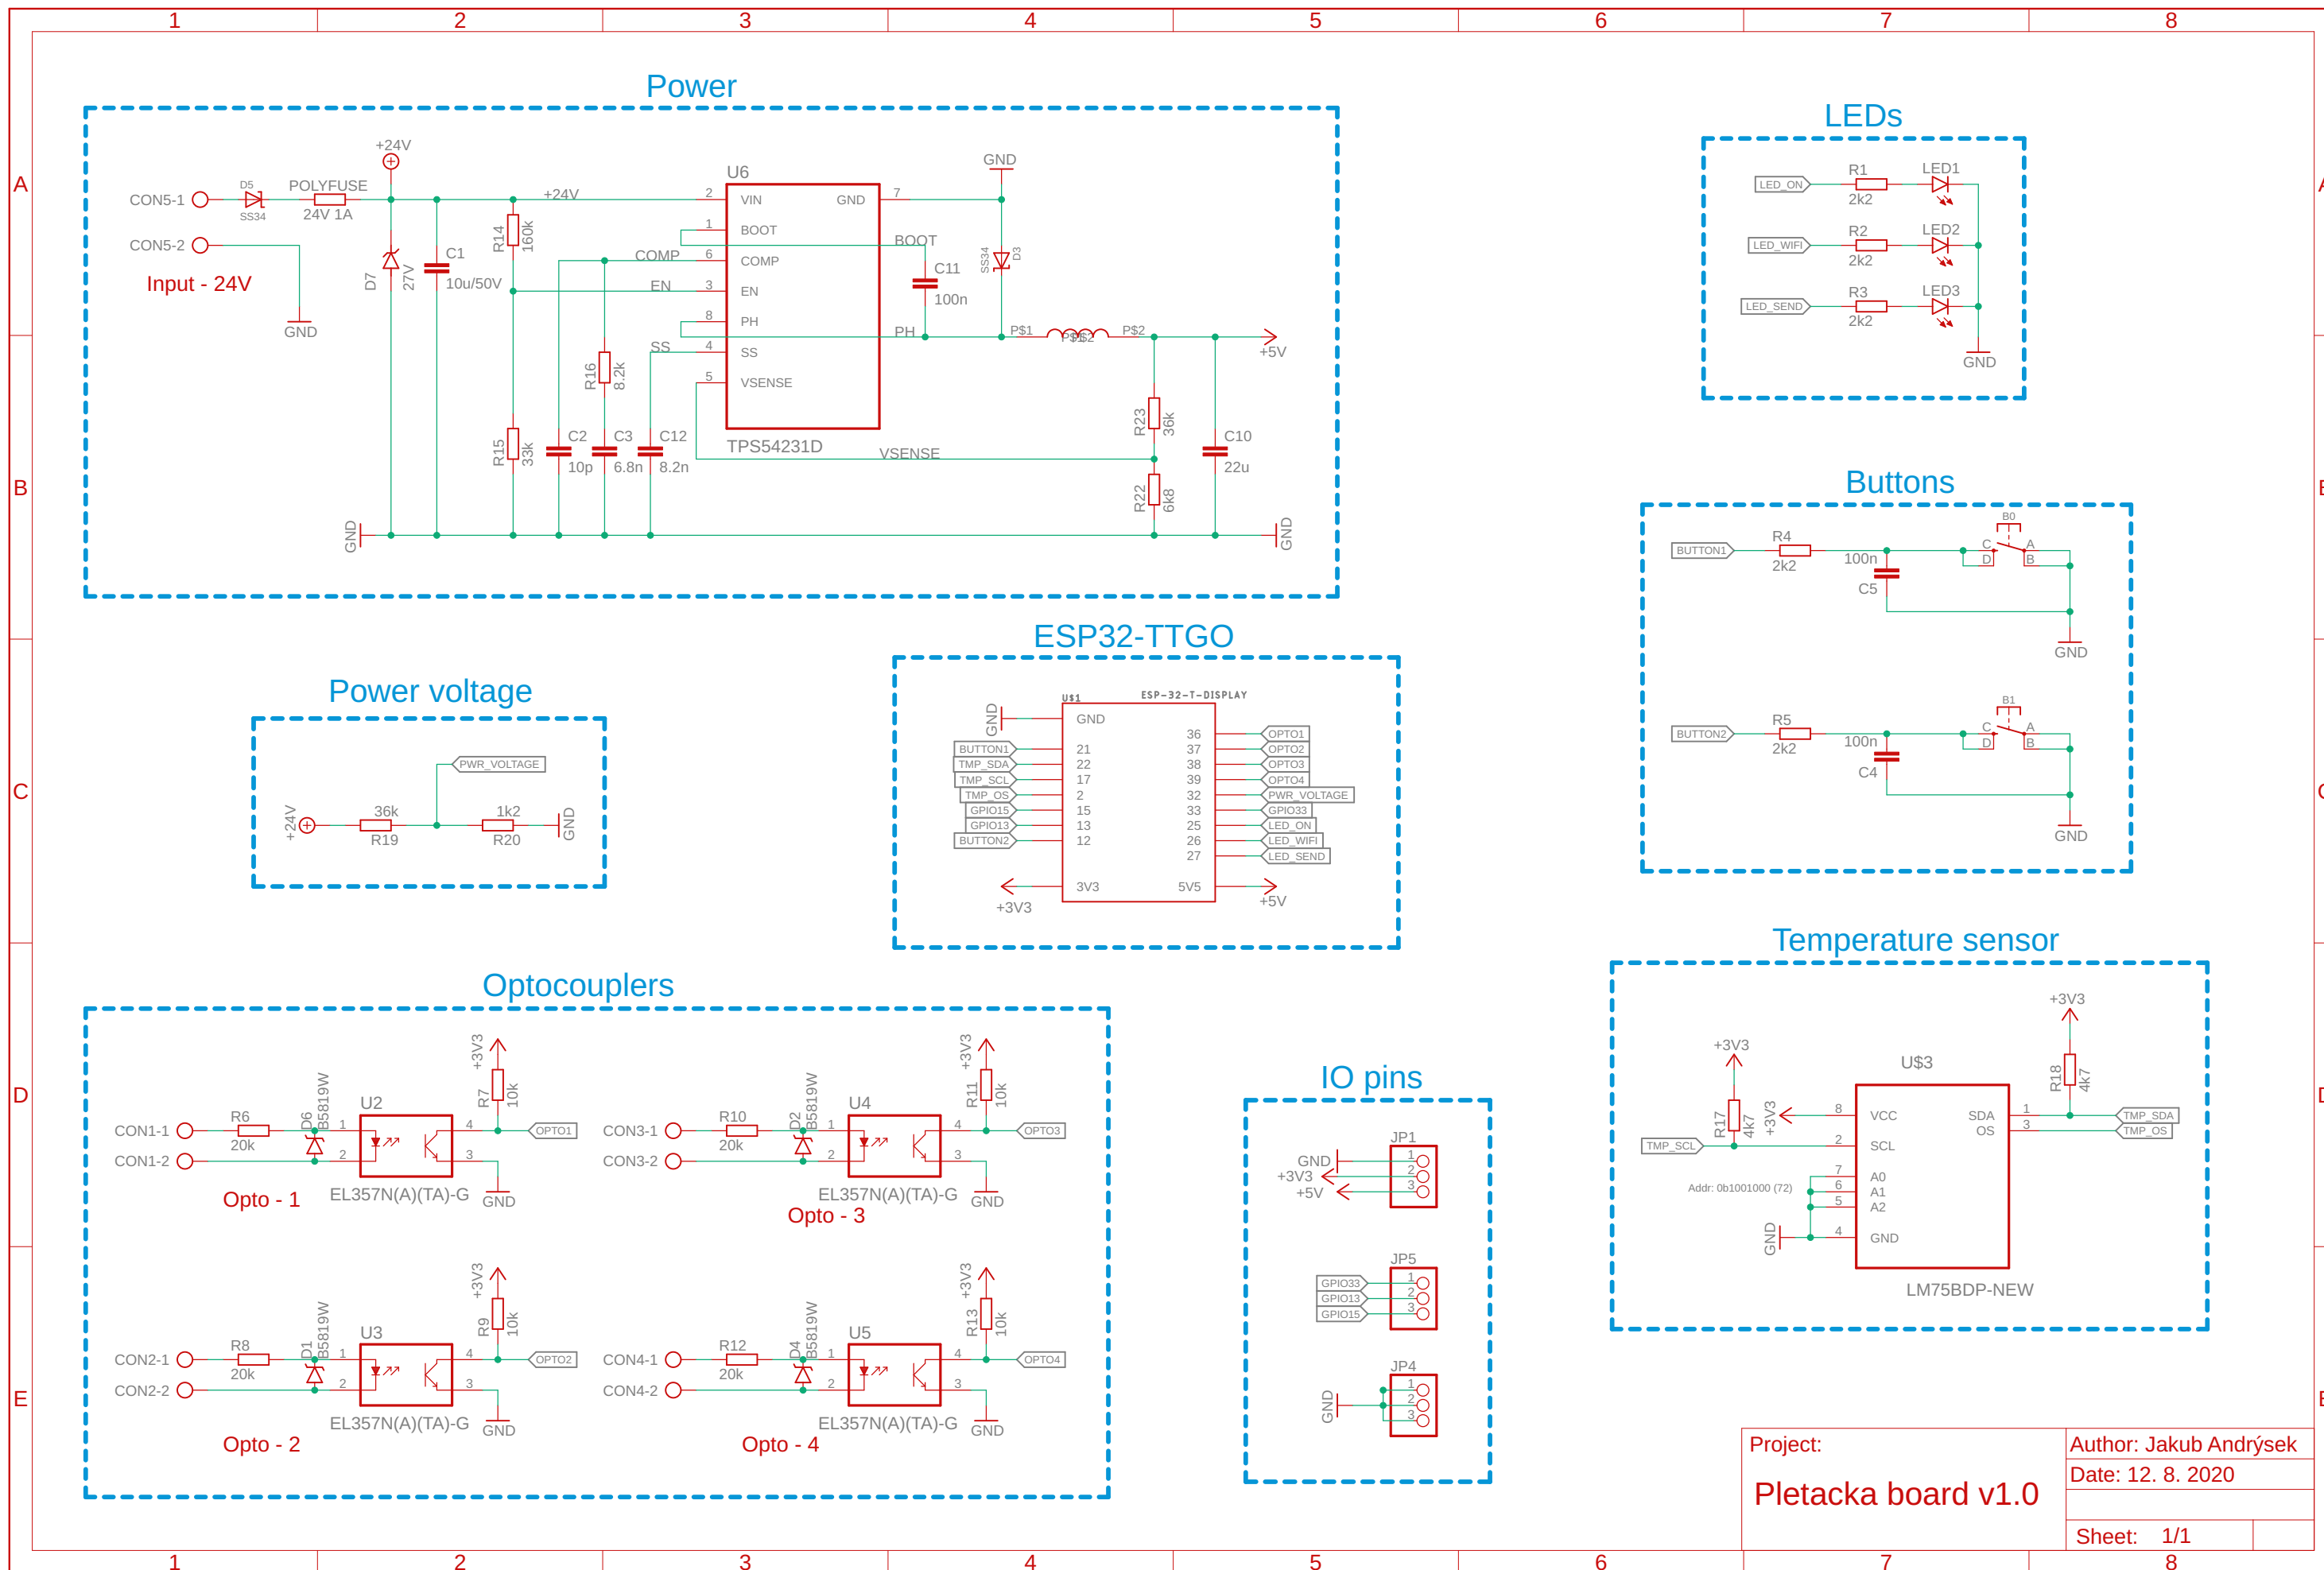 1 2 3 4 5 6 7 8
A
B
C
D
E
Power
+24V
CON5-1
D5
SS34
POLYFUSE
24V 1A
CON5-2
Input - 24V
GND
D7
27V
C1
10u/50V
R14
160k
+24V
COMP
EN
SS
U6
2 VIN
1 BOOT
6 COMP
3 EN
8 PH
4 SS
5 VSENSE
GND 7
TPS54231D
BOOT
PH
VSENSE
C11
100n
GND
SS34
D3
P$1
P$2
+5V
R16
8.2k
R15
33k
C2
10p
C3
6.8n
C12
8.2n
R23
36k
R22
6k8
C10
22u
GND
GND
LEDs
LED_ON
R1
2k2
LED1
LED_WIFI
R2
2k2
LED2
LED_SEND
R3
2k2
LED3
GND
Buttons
BUTTON1
R4
2k2
100n
C5
B0
C A
D B
GND
BUTTON2
R5
2k2
100n
C4
B1
C A
D B
GND
Power voltage
PWR_VOLTAGE
+24V
36k
R19
1k2
R20
GND
ESP32-TTGO
U$1
ESP-32-T-DISPLAY
GND GND
BUTTON1 21
TMP_SDA 22
TMP_SCL 17
TMP_OS 2
GPIO15 15
GPIO13 13
BUTTON2 12
+3V3 3V3
36 OPTO1
37 OPTO2
38 OPTO3
39 OPTO4
32 PWR_VOLTAGE
33 GPIO33
25 LED_ON
26 LED_WIFI
27 LED_SEND
5V5 +5V
Optocouplers
CON1-1
CON1-2
R6
20k
D6
B5819W
U2
1 4
2 3
EL357N(A)(TA)-G
+3V3
R7
10k
OPTO1
GND
Opto - 1
CON3-1
CON3-2
R10
20k
D2
B5819W
U4
1 4
2 3
EL357N(A)(TA)-G
+3V3
R11
10k
OPTO3
GND
Opto - 3
CON2-1
CON2-2
R8
20k
D1
B5819W
U3
1 4
2 3
EL357N(A)(TA)-G
+3V3
R9
10k
OPTO2
GND
Opto - 2
CON4-1
CON4-2
R12
20k
D4
B5819W
U5
1 4
2 3
EL357N(A)(TA)-G
+3V3
R13
10k
OPTO4
GND
Opto - 4
IO pins
JP1
GND 1
+3V3 2
+5V 3
JP5
GPIO33 1
GPIO13 2
GPIO15 3
JP4
GND
1
2
3
Temperature sensor
+3V3
R17
4k7
TMP_SCL
+3V3
U$3
8 VCC
2 SCL
7 A0
6 A1
5 A2
4 GND
SDA 1
OS 3
Addr: 0b1001000 (72)
GND
+3V3
R18
4k7
TMP_SDA
TMP_OS
LM75BDP-NEW
Project:
Pletacka board v1.0
Author: Jakub Andrýsek
Date: 12. 8. 2020
Sheet: 1/1
A
B
C
D
E
1 2 3 4 5 6 7 8